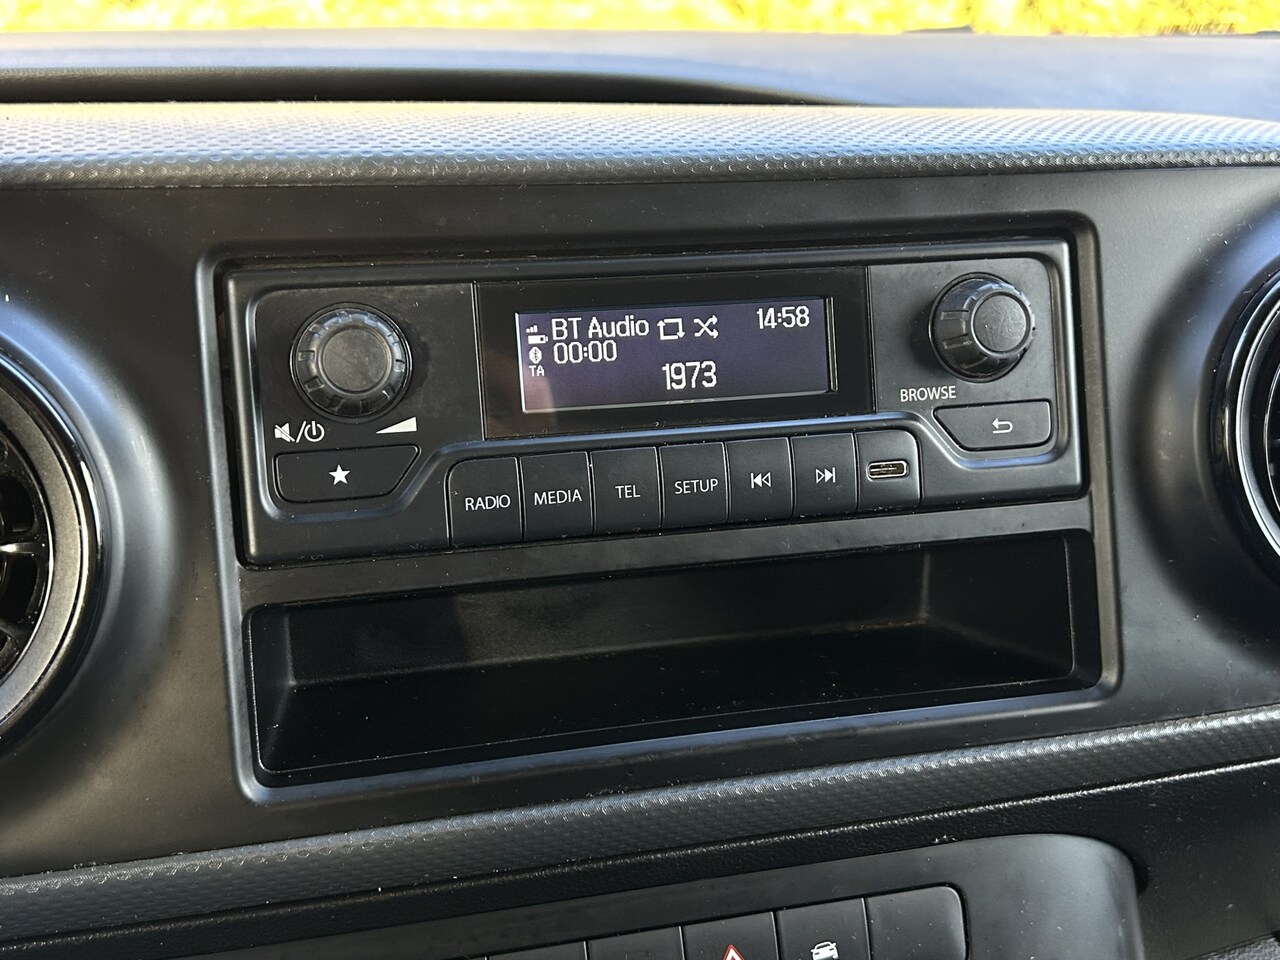 BT Audio 14:58
00:00
TA
1973
BROWSE
RADIO MEDIA TEL SETUP